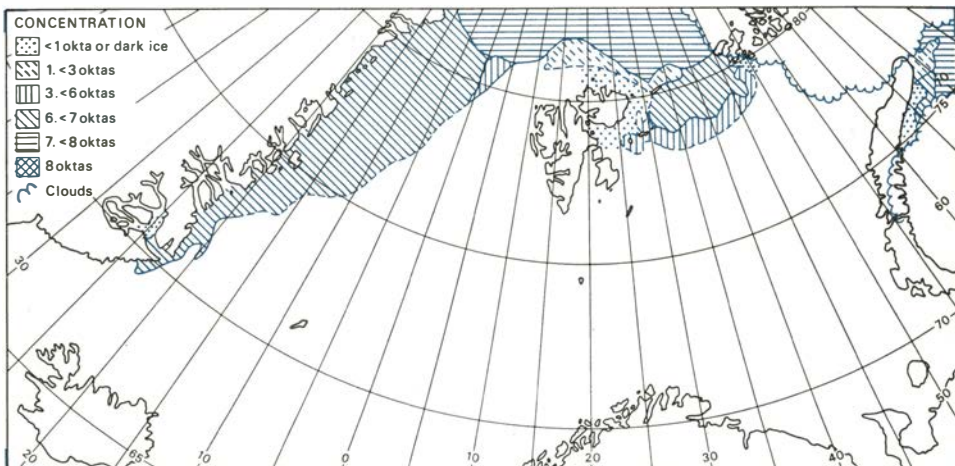 CONCENTRATION
<1 okta or dark ice
1. <3 oktas
3. <6 oktas
6. <7 oktas
7. <8 oktas
8 oktas
Clouds
80
70
75
60
30
70
50
20
65
10
0
10
20
30
40